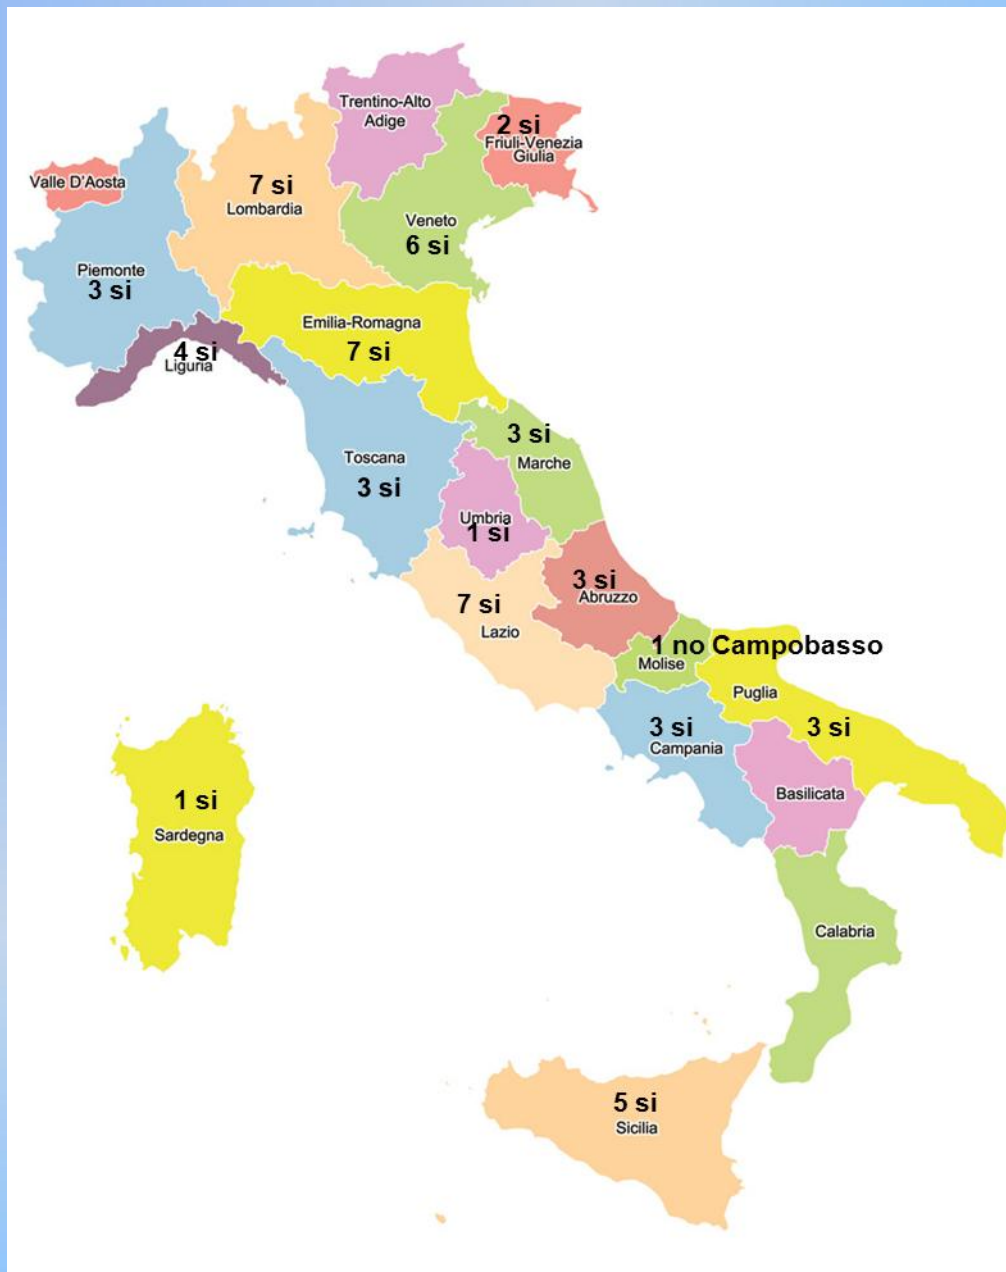 Trentino-Alto
Adige
2 si
Friuli-Venezia
Giulia
Valle D'Aosta
7 si
Lombardia
Veneto
6 si
Piemonte
3 si
Emilia-Romagna
7 si
4 si
Liguria
3 si
Marche
Toscana
3 si
Umbria
1 si
3 si
Abruzzo
7 si
Lazio
1 no Campobasso
Molise
Puglia
3 si
3 si
Campania
Basilicata
1 si
Sardegna
Calabria
5 si
Sicilia